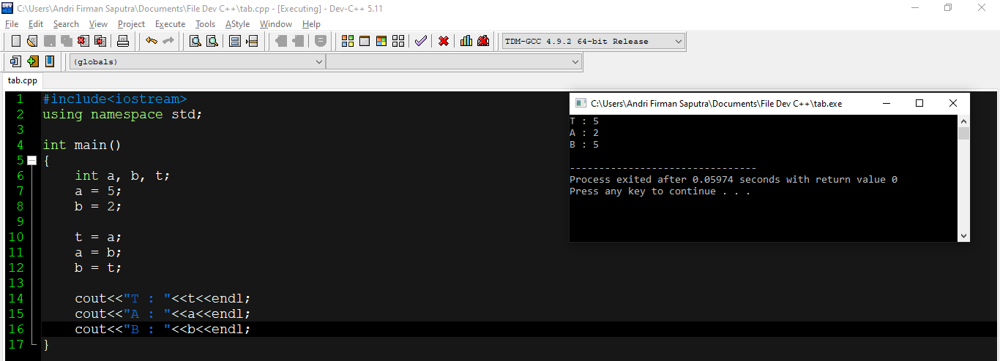 C:\Users\Andri Firman Saputra\Documents\File Dev C++\tab.cpp - [Executing] - Dev-C++ 5.11
File Edit Search View Project Execute Tools AStyle Window Help
TDM-GCC 4.9.2 64-bit Release
(globals)
tab.cpp
1 #include<iostream>
2 using namespace std;
3
4 int main()
5 {
6 int a, b, t;
7 a = 5;
8 b = 2;
9
10 t = a;
11 a = b;
12 b = t;
13
14 cout<<"T : "<<t<<endl;
15 cout<<"A : "<<a<<endl;
16 cout<<"B : "<<b<<endl;
17 }
C:\Users\Andri Firman Saputra\Documents\File Dev C++\tab.exe
T : 5
A : 2
B : 5
--------------------------------
Process exited after 0.05974 seconds with return value 0
Press any key to continue . . .